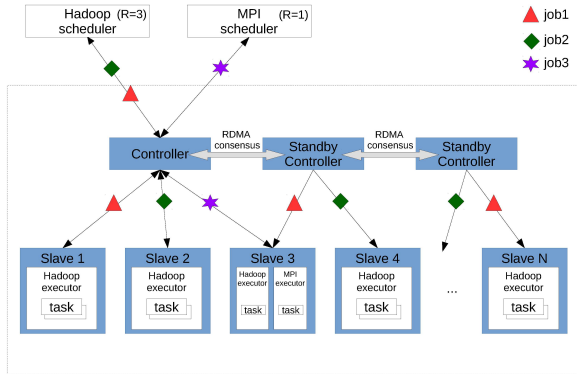 Hadoop (R=3)
scheduler
MPI (R=1)
scheduler
job1
job2
job3
Controller
RDMA
consensus
Standby
Controller
RDMA
consensus
Standby
Controller
Slave 1
Hadoop
executor
task
Slave 2
Hadoop
executor
task
Slave 3
Hadoop
executor
task
MPI
executor
task
Slave 4
Hadoop
executor
task
...
Slave N
Hadoop
executor
task